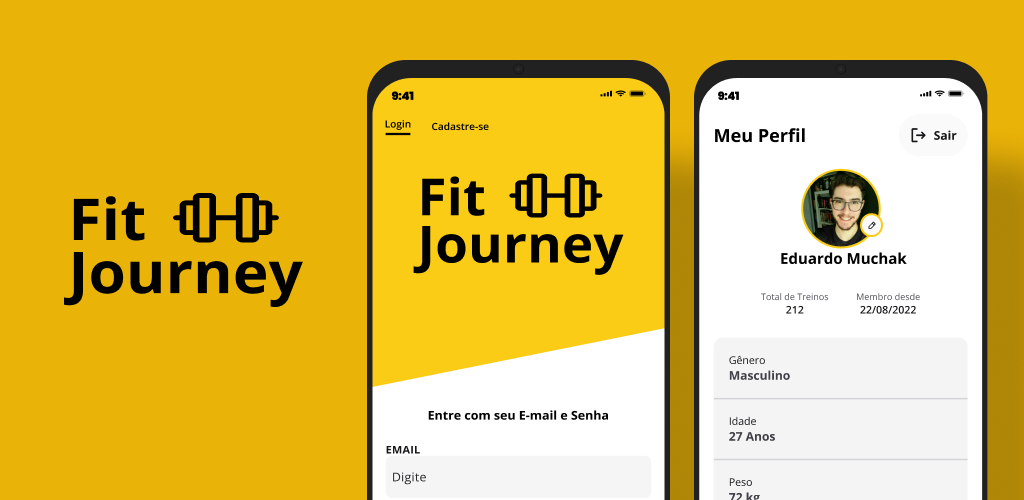 Fit
Journey
9:41
Login Cadastre-se
Fit
Journey
Entre com seu E-mail e Senha
EMAIL
Digite
9:41
Meu Perfil Sair
Eduardo Muchak
Total de Treinos Membro desde
212 22/08/2022
Gênero
Masculino
Idade
27 Anos
Peso
72 kg